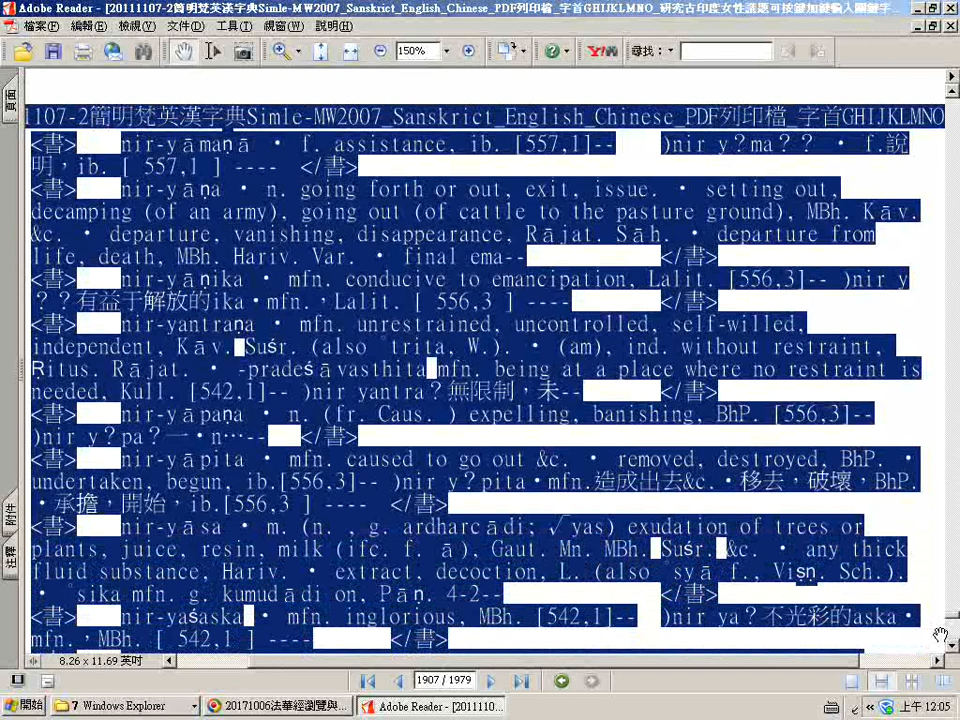 Adobe Reader - [20111107-2簡明梵英漢字典Simle-MW2007_Sanskrict_English_Chinese_PDF列印檔_字首GHIJKLMNO_研究古印度女性話題可按鍵加鍵輸入關鍵字...
檔案(F) 編輯(E) 檢視(V) 文件(D) 工具(T) 視窗(W) 說明(H)
150% 尋找：
頁面
1107-2簡明梵英漢字典Simle-MW2007_Sanskrict_English_Chinese_PDF列印檔_字首GHIJKLMNO
<書> nir-yāmaṇā • f. assistance, ib. [557,1]-- )nir y？ma？？ • f.說
明，ib. [ 557,1 ] ---- </書>
<書> nir-yāṇa • n. going forth or out, exit, issue. • setting out,
decamping (of an army), going out (of cattle to the pasture ground), MBh. Kāv.
&c. • departure, vanishing, disappearance, Rājat. Sāh. • departure from
life, death, MBh. Hariv. Var. • final ema-- </書>
<書> nir-yāṇika • mfn. conducive to emancipation, Lalit. [556,3]-- )nir y
？？有益于解放的ika•mfn.，Lalit. [ 556,3 ] ---- </書>
<書> nir-yantraṇa • mfn. unrestrained, uncontrolled, self-willed,
independent, Kāv. Suśr. (also °trita, W.). • (am), ind. without restraint,
Ritus. Rājat. • -pradeśāvasthita mfn. being at a place where no restraint is
needed, Kull. [542,1]-- )nir yantra？無限制，未-- </書>
<書> nir-yāpaṇa • n. (fr. Caus. ) expelling, banishing, BhP. [556,3]--
)nir y？pa？一•n…-- </書>
<書> nir-yāpita • mfn. caused to go out &c. • removed, destroyed, BhP. •
undertaken, begun, ib.[556,3]-- )nir y？pita•mfn.造成出去&c.•移去，破壞，BhP.
•承擔，開始，ib.[556,3 ] ---- </書>
<書> nir-yāsa • m. (n. , g. ardharcādi; √yas) exudation of trees or
plants, juice, resin, milk (ifc. f. ā), Gaut. Mn. MBh. Suśr. &c. • any thick
fluid substance, Hariv. • extract, decoction, L. (also °syā f., Viṣṇ, Sch.).
• °sika mfn. g. kumudādi on, Pāṇ. 4-2-- </書>
<書> nir-yaśaska • mfn. inglorious, MBh. [542,1]-- )nir ya？不光彩的aska•
mfn.，MBh. [ 542,1 ] ---- </書>
附件
注釋
8.26 x 11.69 英吋
1907 / 1979
開始 7 Windows Explorer 20171006法華經瀏覽與... Adobe Reader - [2011110... 上午 12:05